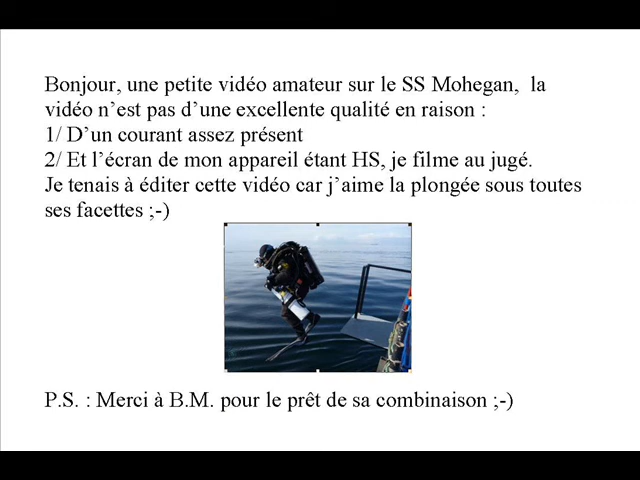 Bonjour, une petite vidéo amateur sur le SS Mohegan,  la
vidéo n’est pas d’une excellente qualité en raison :
1/ D’un courant assez présent
2/ Et l’écran de mon appareil étant HS, je filme au jugé.
Je tenais à éditer cette vidéo car j’aime la plongée sous toutes
ses facettes ;-)
P.S. : Merci à B.M. pour le prêt de sa combinaison ;-)